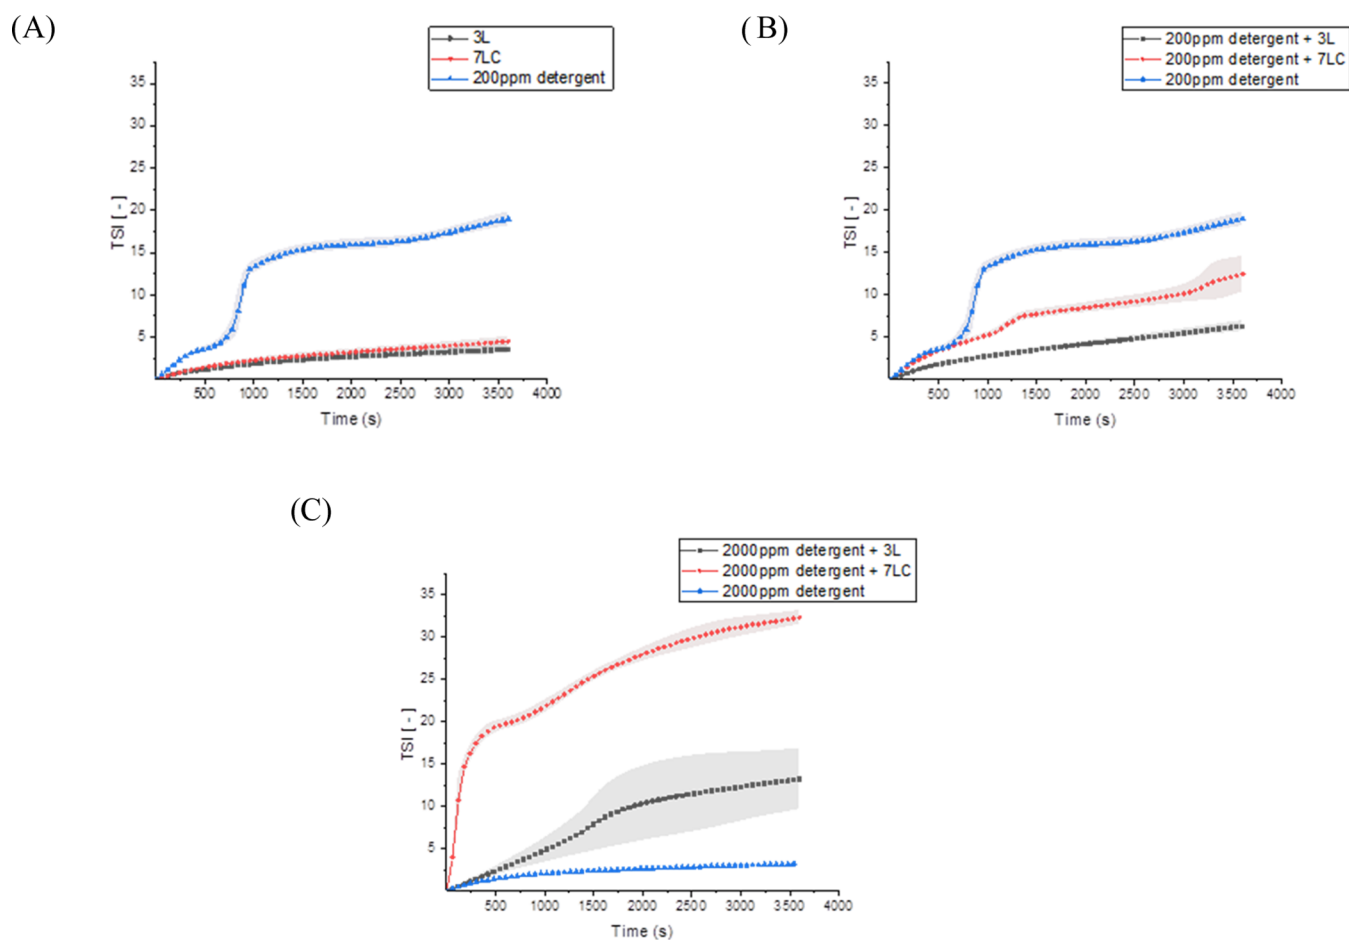 (A)
3L
7LC
200ppm detergent
35
30
25
20
15
10
5
TSI [ - ]
500 1000 1500 2000 2500 3000 3500 4000
Time (s)
( B)
200ppm detergent + 3L
200ppm detergent + 7LC
200ppm detergent
35
30
25
20
15
10
5
TSI [ - ]
500 1000 1500 2000 2500 3000 3500 4000
Time (s)
(C)
2000ppm detergent + 3L
2000ppm detergent + 7LC
2000ppm detergent
35
30
25
20
15
10
5
TSI [ - ]
500 1000 1500 2000 2500 3000 3500 4000
Time (s)